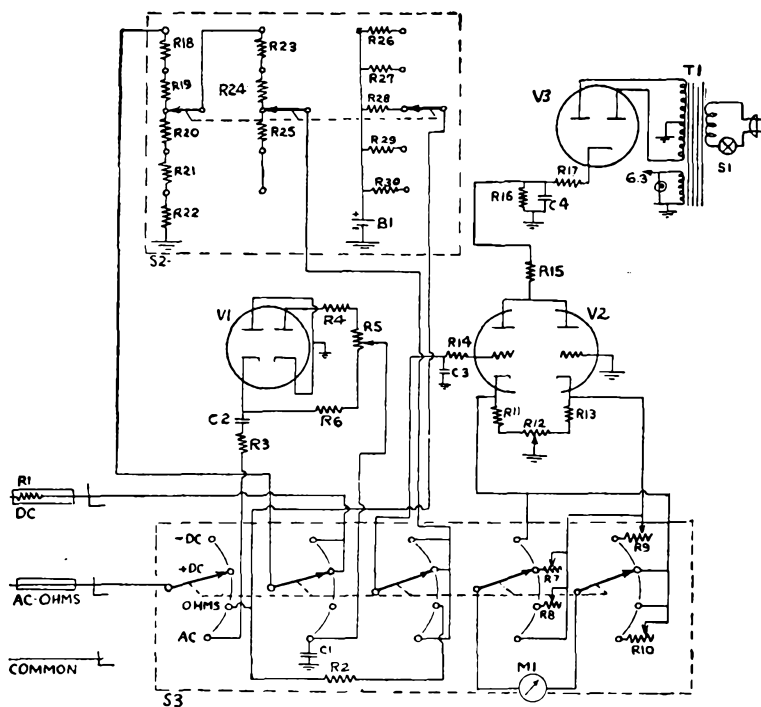 R18
R23
R26
R19
R24
R27
R28
R20
R25
R21
R29
R22
R30
+
-
B1
S2
T1
V3
R17
R16
C4
6.3
S1
R15
V1
R4
R5
R14
C3
V2
C2
R6
R11
R12
R13
R3
R1
DC
-DC
+DC
R9
R7
AC-OHMS
OHMS
R8
AC
C1
R2
R10
COMMON
M1
S3